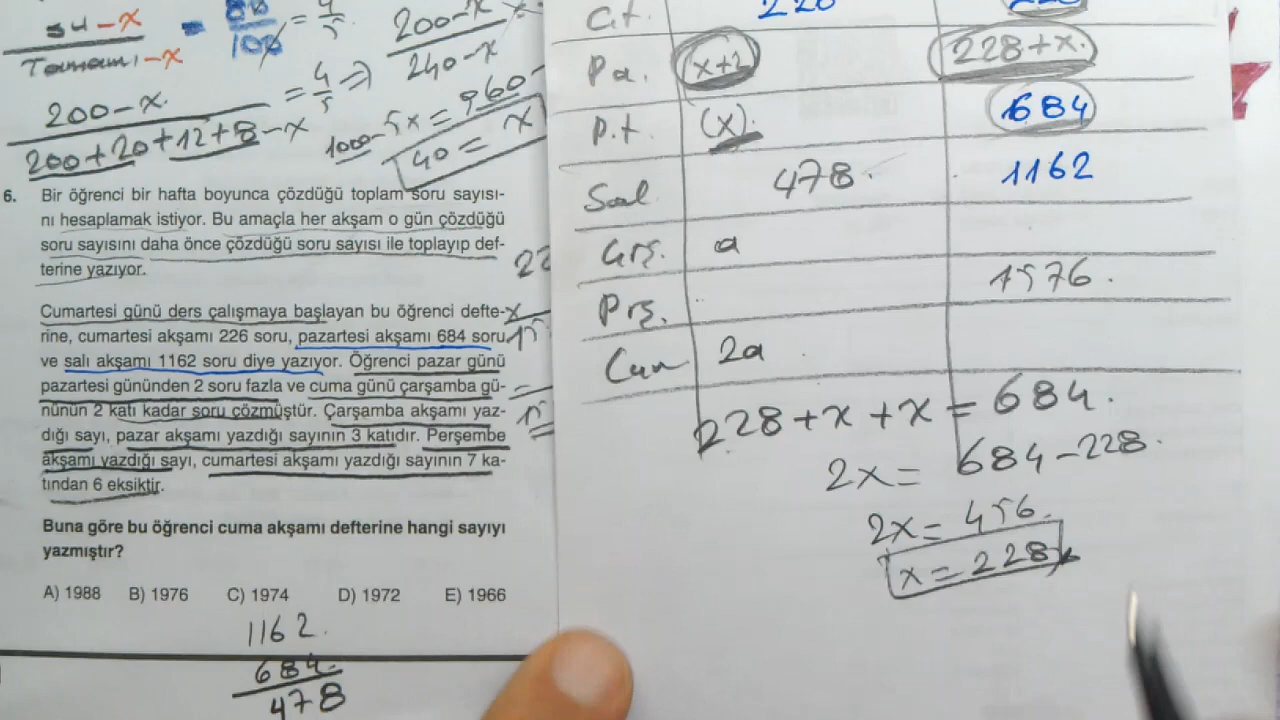 su - x / Tamamı - x = 80 / 100 = 4 / 5
200 - x / 240 - x
200 - x / 200 + 20 + 12 + 8 - x = 4 / 5 ⇒
1000 - 5x = 960 -
40 = x
6. Bir öğrenci bir hafta boyunca çözdüğü toplam soru sayısı-
nı hesaplamak istiyor. Bu amaçla her akşam o gün çözdüğü
soru sayısını daha önce çözdüğü soru sayısı ile toplayıp def-
terine yazıyor.
Cumartesi günü ders çalışmaya başlayan bu öğrenci defte-
rine, cumartesi akşamı 226 soru, pazartesi akşamı 684 soru
ve salı akşamı 1162 soru diye yazıyor. Öğrenci pazar günü
pazartesi gününden 2 soru fazla ve cuma günü çarşamba gü-
nünün 2 katı kadar soru çözmüştür. Çarşamba akşamı yaz-
dığı sayı, pazar akşamı yazdığı sayının 3 katıdır. Perşembe
akşamı yazdığı sayı, cumartesi akşamı yazdığı sayının 7 ka-
tından 6 eksiktir.
Buna göre bu öğrenci cuma akşamı defterine hangi sayıyı
yazmıştır?
A) 1988 B) 1976 C) 1974 D) 1972 E) 1966
1162
684
478
C.t. 226
Pa. x+2 228+x
P.t. (x) 684
Sal 478 1162
Çrş. a
Prş. 1576
Cum 2a
228+x+x = 684
2x = 684-228
2x = 456
x = 228